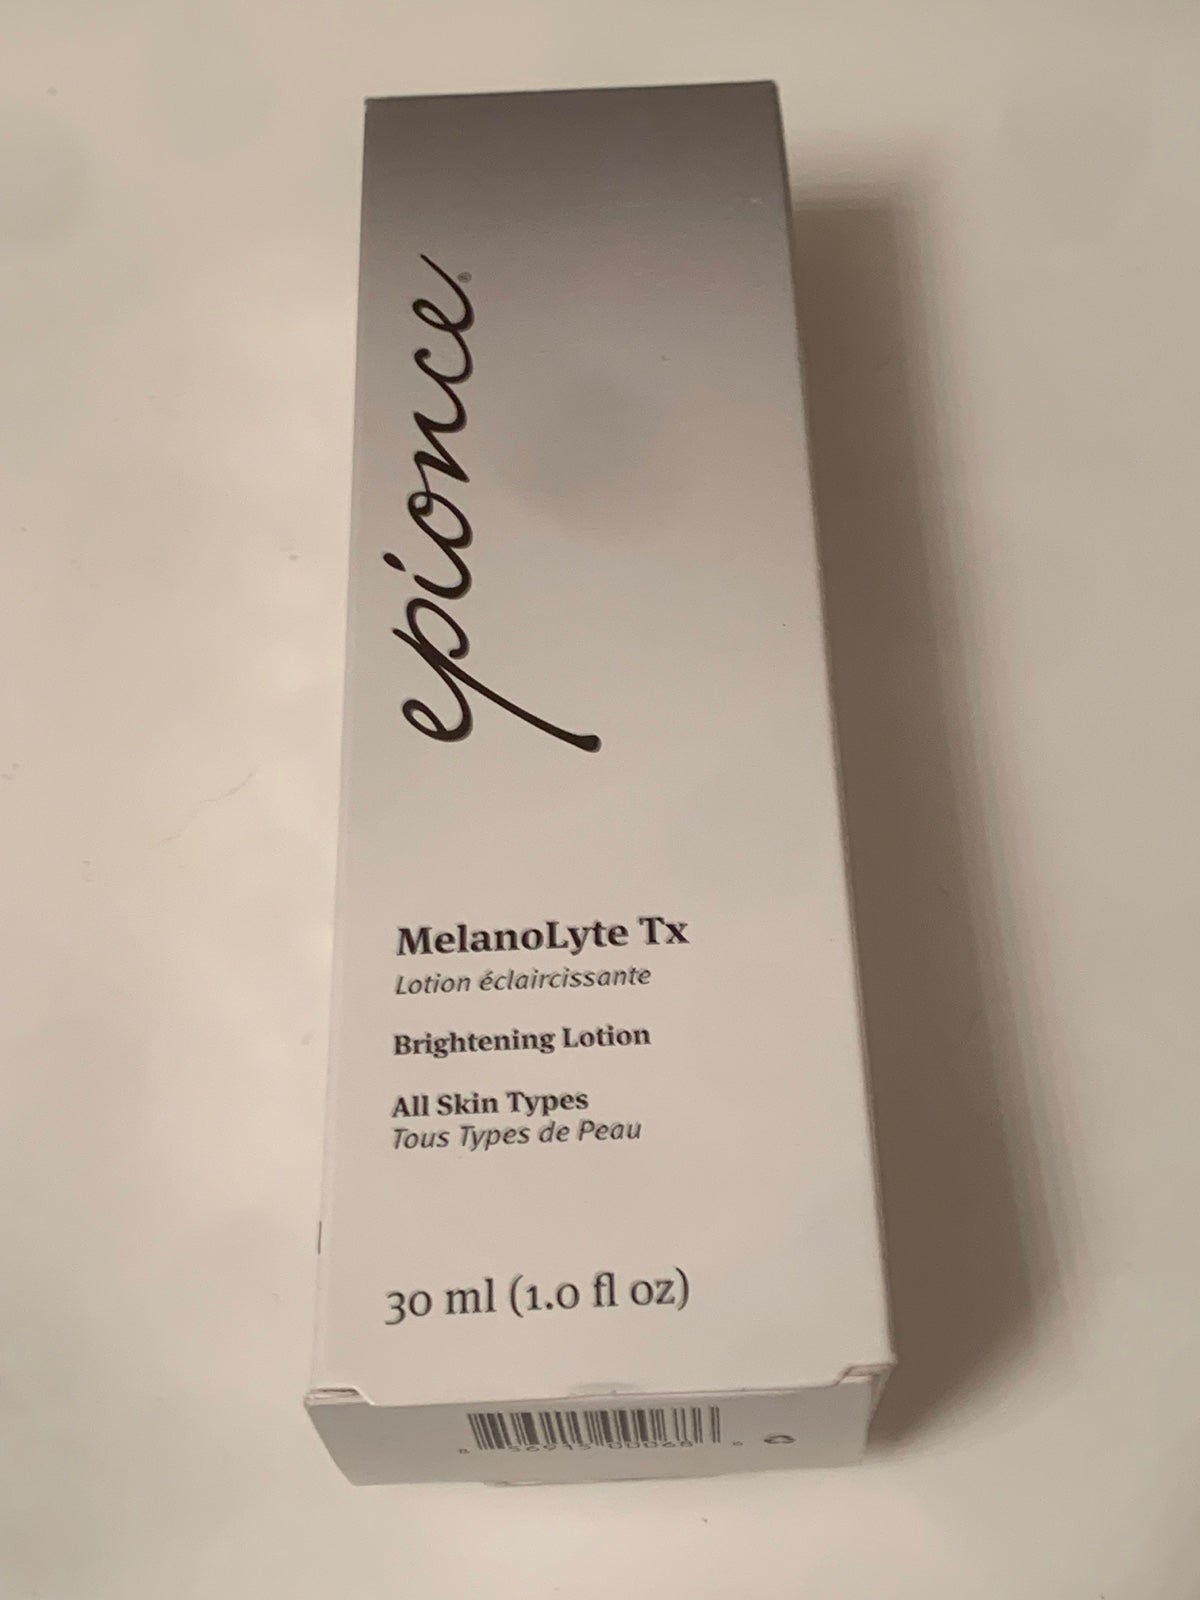 epionce®
MelanoLyte Tx
Lotion éclaircissante
Brightening Lotion
All Skin Types
Tous Types de Peau
30 ml (1.0 fl oz)